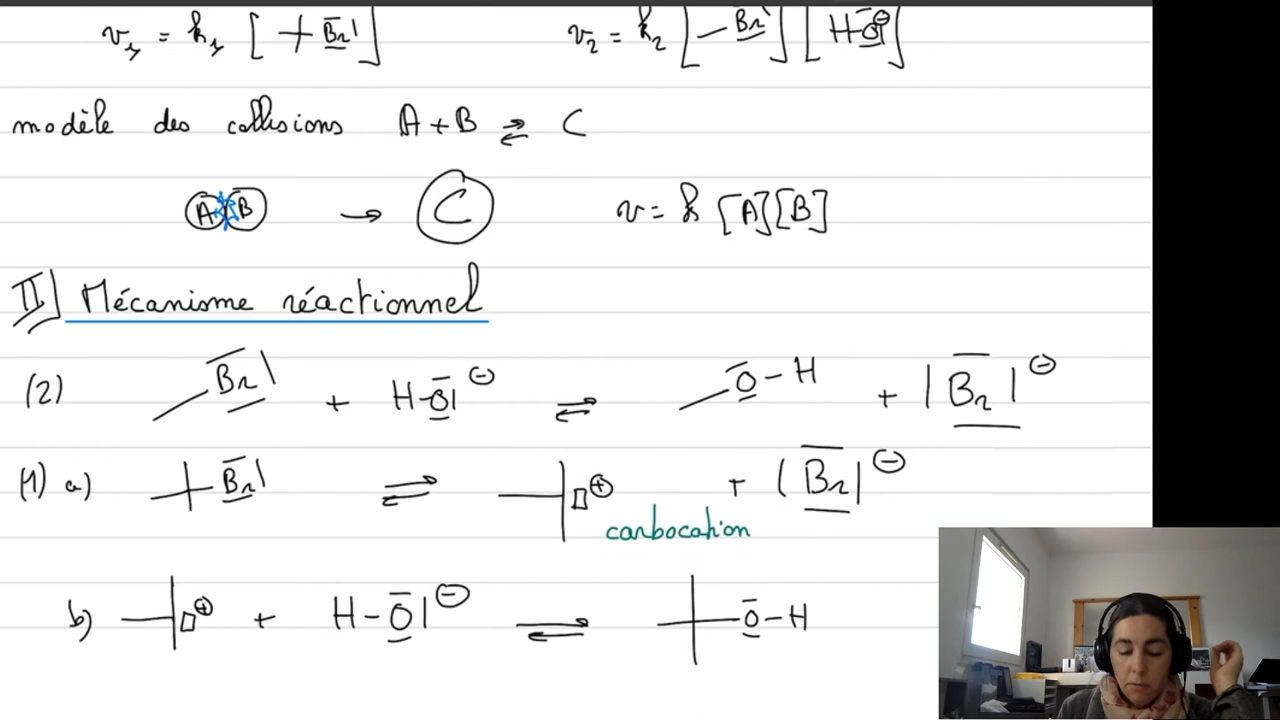 v₁ = k₁ [ Br ] v₂ = k₂ [ Br ] [ H-O⊖ ]
modèle des collisions A + B ⇌ C
A B → C v = k [A][B]
II] Mécanisme réactionnel
(2) Br + H-O⊖ ⇌ O-H + Br⊖
(1) a) Br ⇌ ⊕ + Br⊖
carbocation
b) ⊕ + H-O⊖ ⇌ O-H